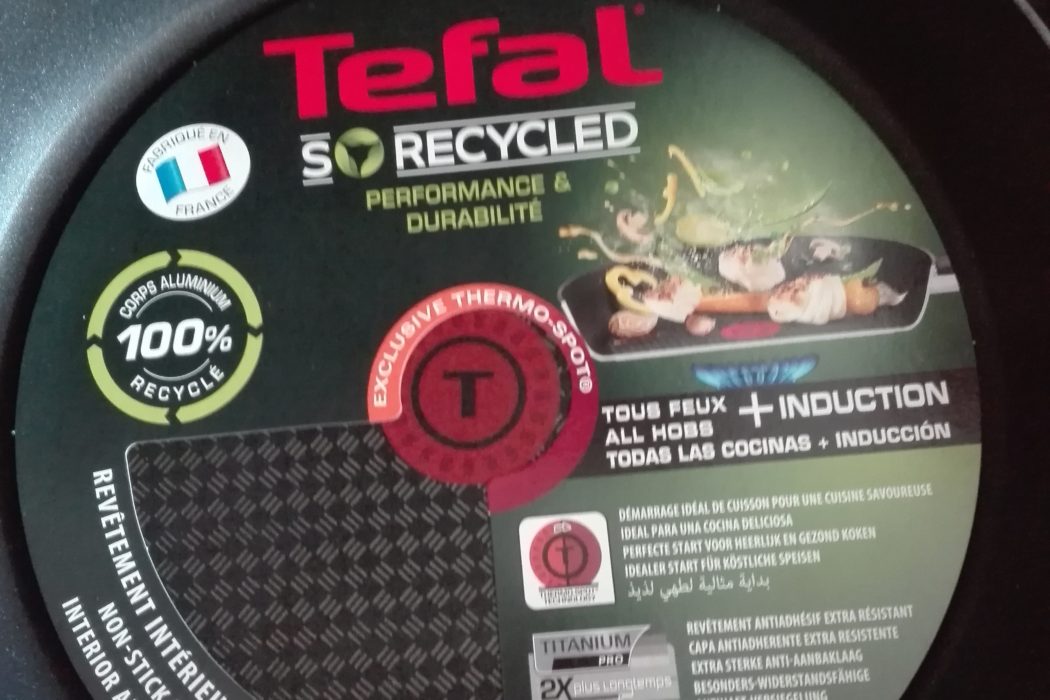 Tefal
SO RECYCLED
PERFORMANCE &
DURABILITÉ
FABRIQUÉ EN
FRANCE
CORPS ALUMINIUM
100%
RECYCLÉ
EXCLUSIVE THERMO-SPOT®
T
TOUS FEUX + INDUCTION
ALL HOBS
TODAS LAS COCINAS + INDUCCIÓN
DÉMARRAGE IDÉAL DE CUISSON POUR UNE CUISINE SAVOUREUSE
IDEAL PARA UNA COCINA DELICIOSA
PERFECTE START VOOR HEERLIJK EN GEZOND KOKEN
IDEALER START FÜR KÖSTLICHE SPEISEN
بداية مثالية لطهي لذيذ
REVÊTEMENT INTÉRIEU
NON-STICK
INTERIOR A
TITANIUM
PRO
2X plus Longtemps
REVÊTEMENT ANTIADHÉSIF EXTRA RÉSISTANT
CAPA ANTIADHERENTE EXTRA RESISTENTE
EXTRA STERKE ANTI-AANBAKLAAG
BESONDERS-WIDERSTANDSFÄHIGE